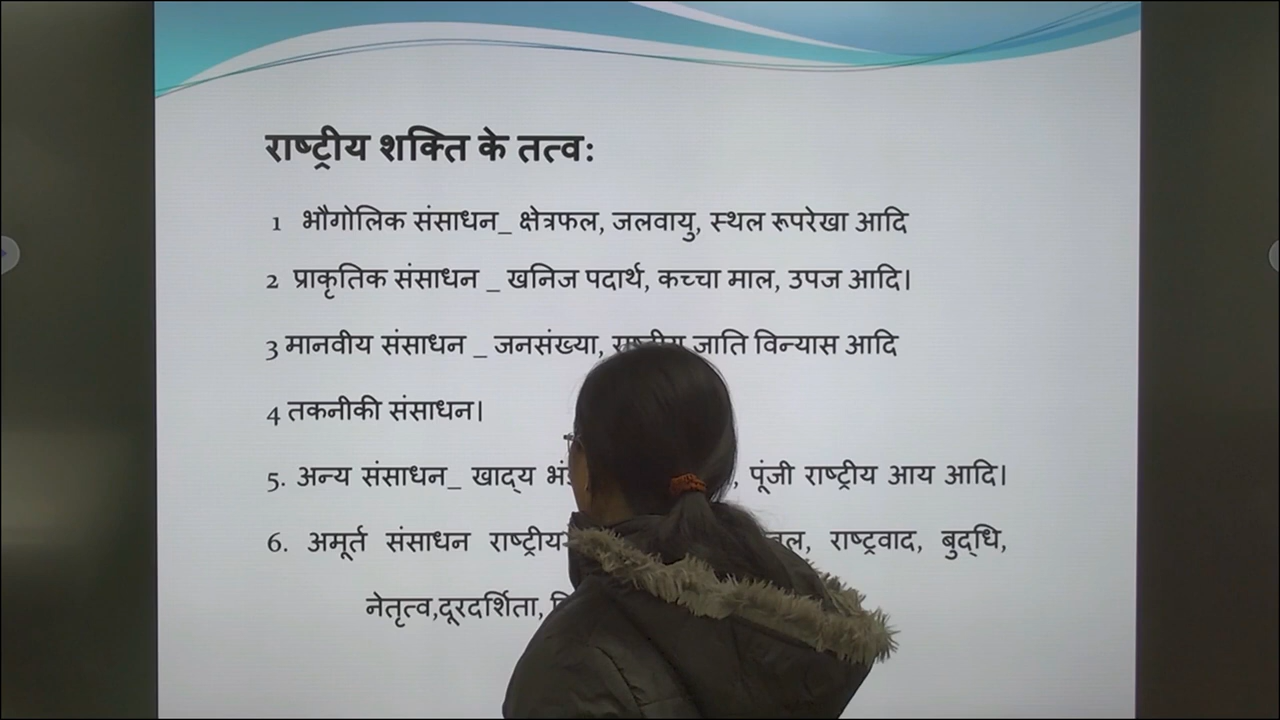 राष्ट्रीय शक्ति के तत्व:
1 भौगोलिक संसाधन_ क्षेत्रफल, जलवायु, स्थल रूपरेखा आदि
2 प्राकृतिक संसाधन _ खनिज पदार्थ, कच्चा माल, उपज आदि।
3 मानवीय संसाधन _ जनसंख्या, जाति विन्यास आदि
4 तकनीकी संसाधन।
5. अन्य संसाधन_ खाद्य , पूंजी राष्ट्रीय आय आदि।
6. अमूर्त संसाधन राष्ट्रीय राष्ट्रवाद, बुद्धि,
नेतृत्व,दूरदर्शिता,